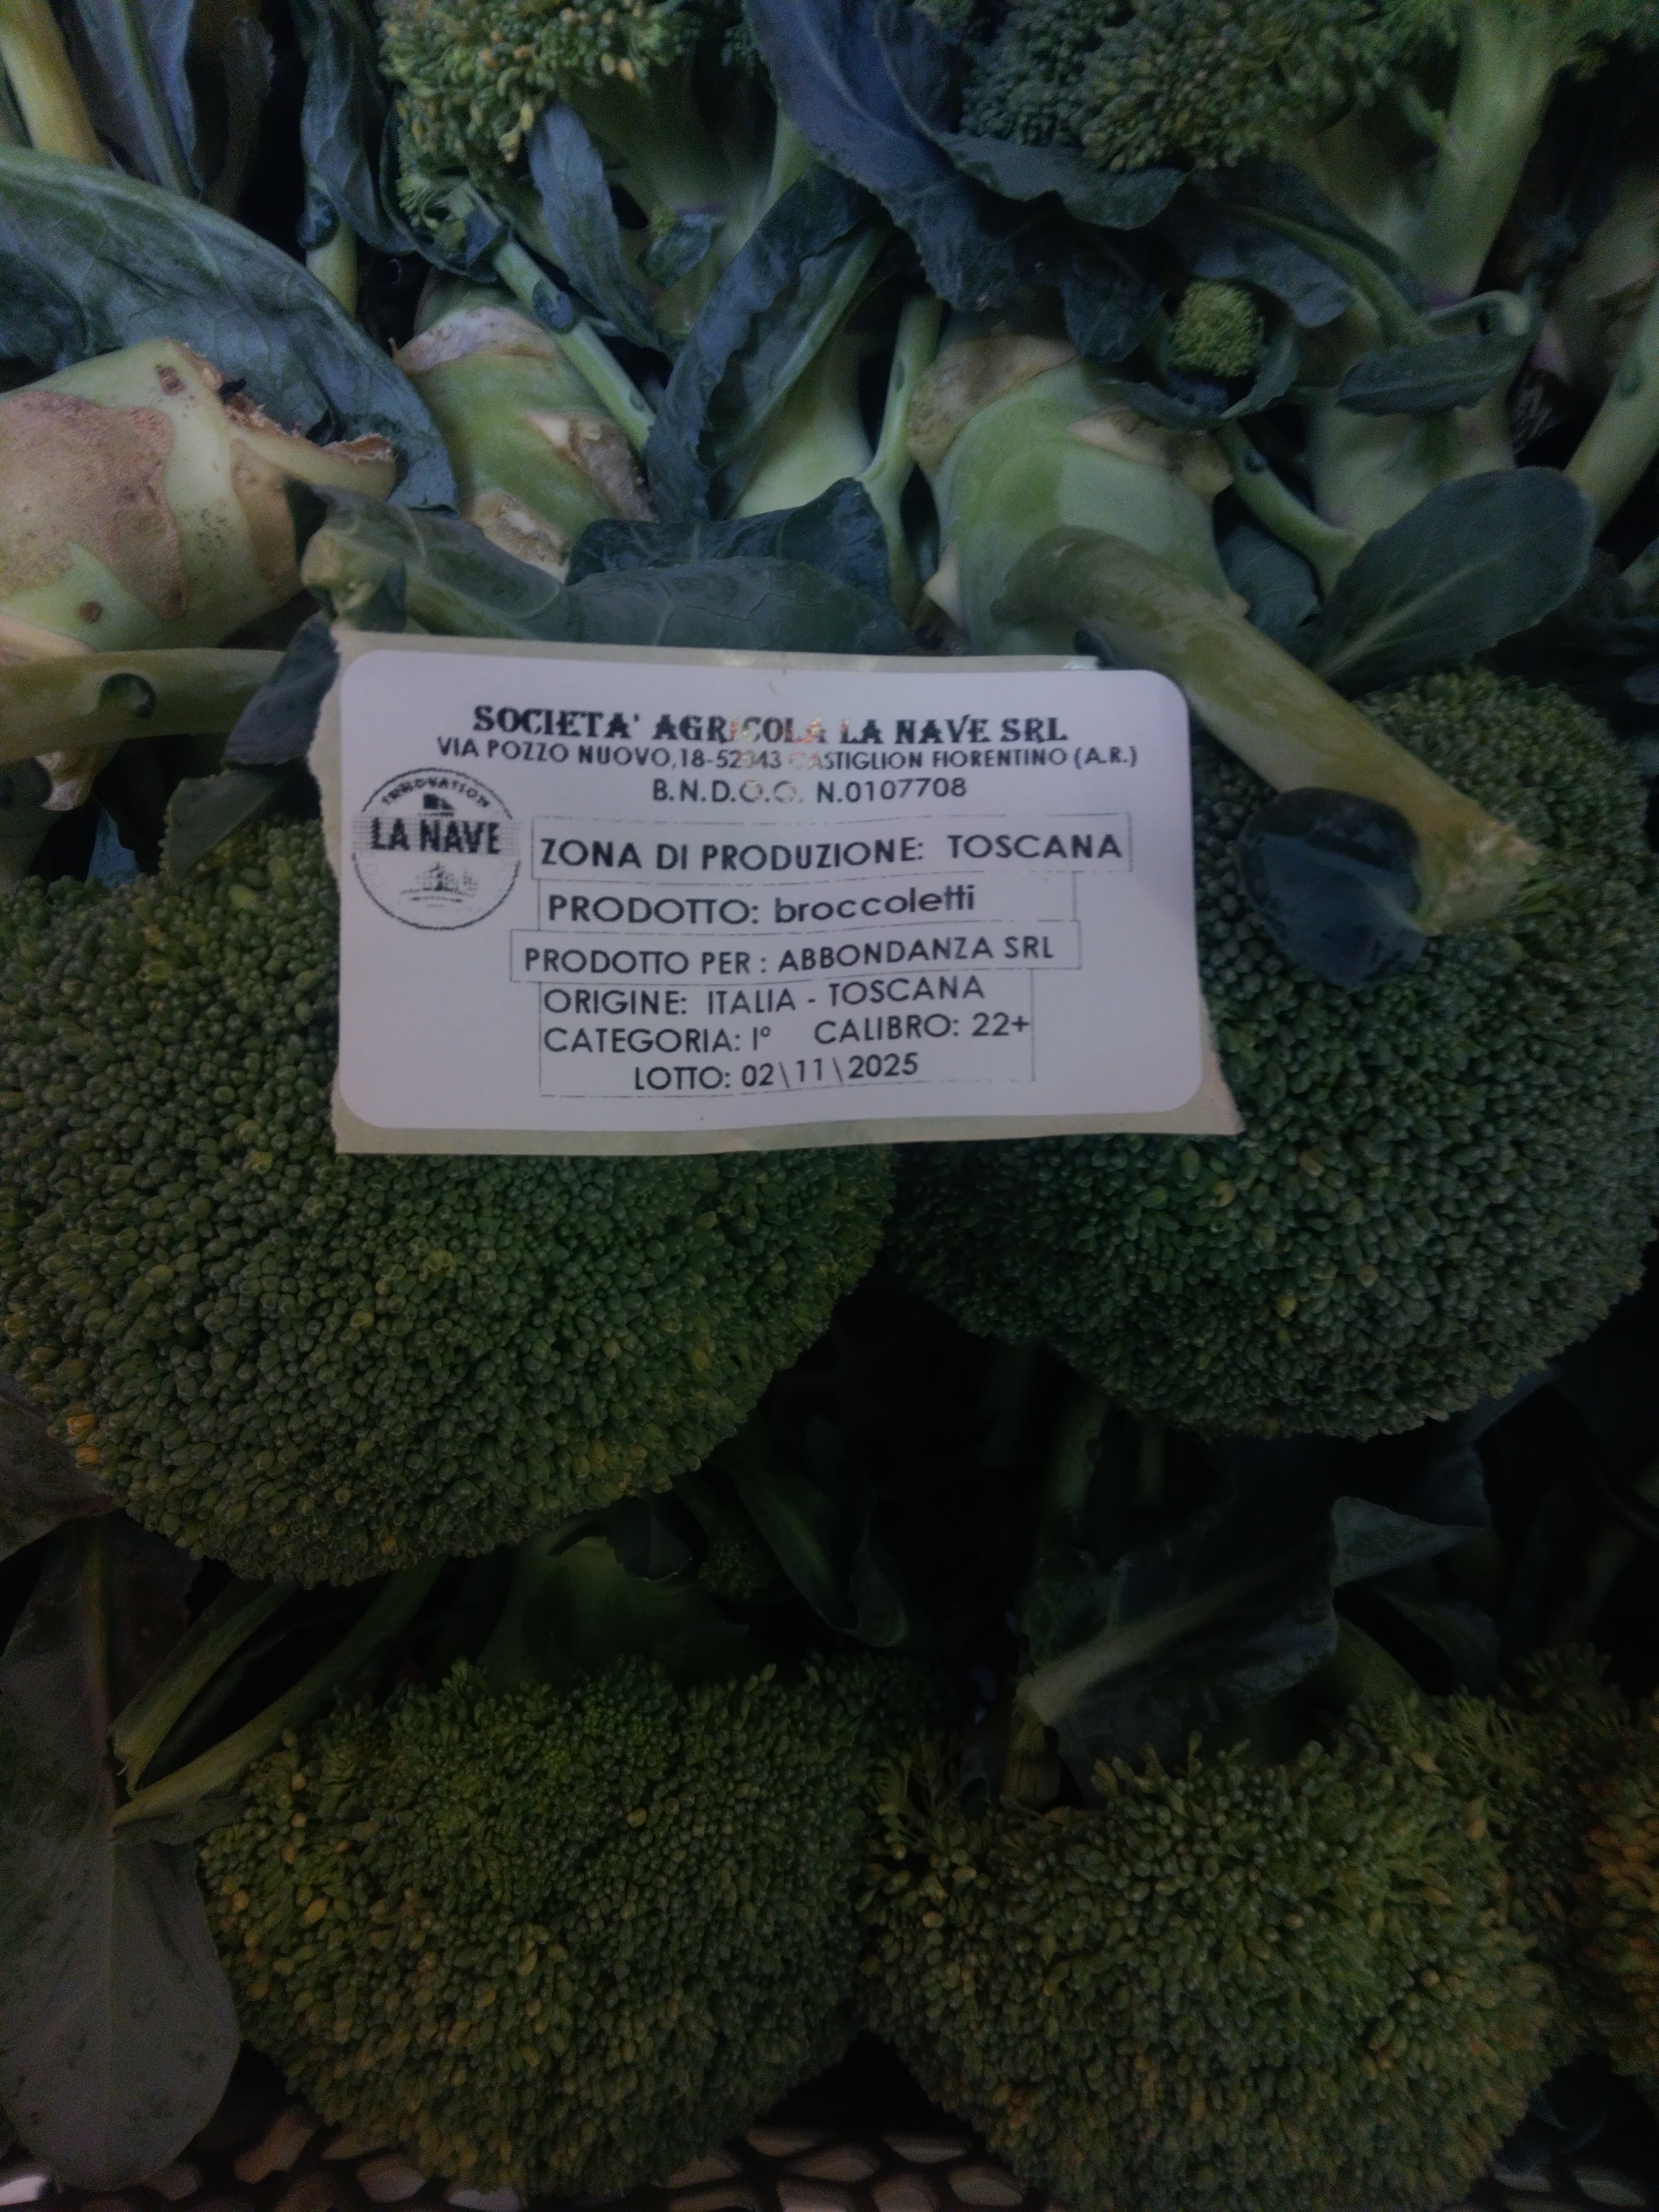 SOCIETA' AGRICOLA LA NAVE SRL
VIA POZZO NUOVO,18-52043 CASTIGLION FIORENTINO (A.R.)
B.N.D.O.O. N.0107708
INNOVATION
LA NAVE
ZONA DI PRODUZIONE: TOSCANA
PRODOTTO: broccoletti
PRODOTTO PER : ABBONDANZA SRL
ORIGINE: ITALIA - TOSCANA
CATEGORIA: I° CALIBRO: 22+
LOTTO: 02\11\2025